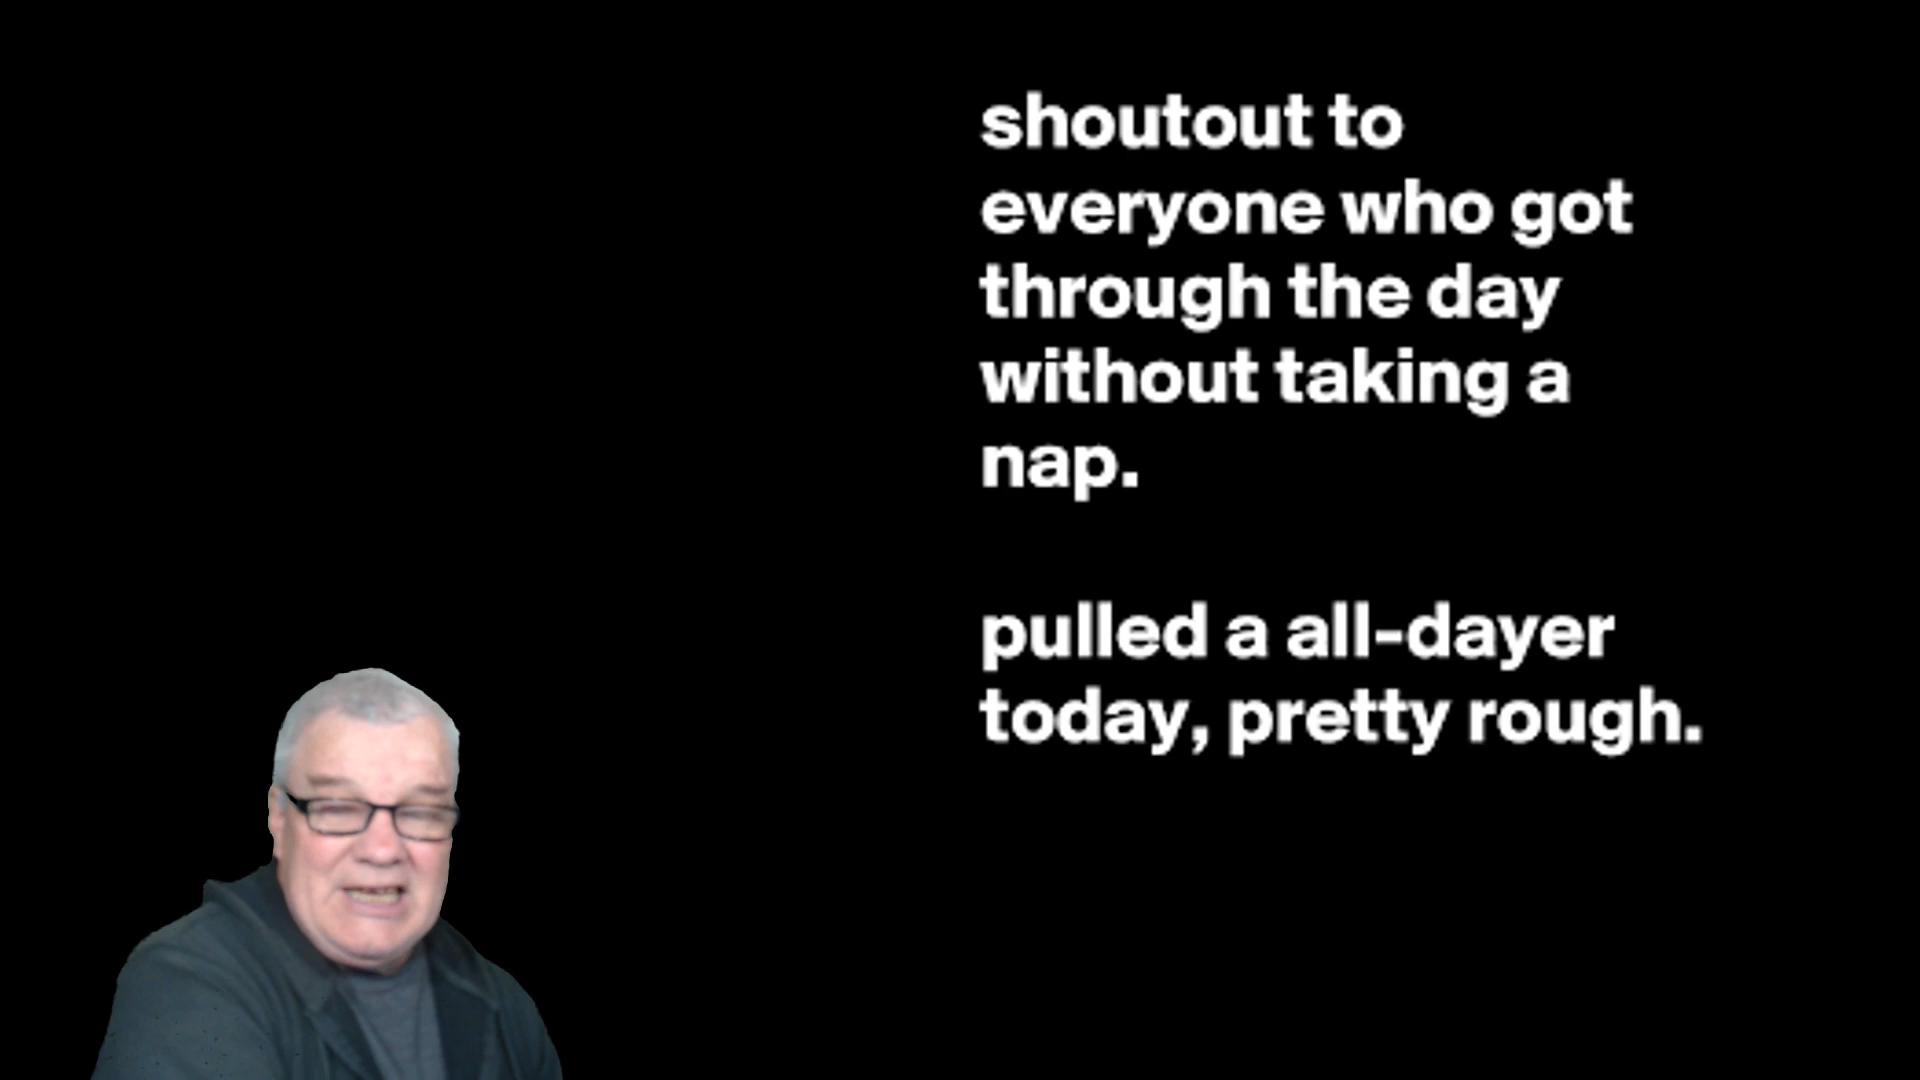 shoutout to
everyone who got
through the day
without taking a
nap.
pulled a all-dayer
today, pretty rough.